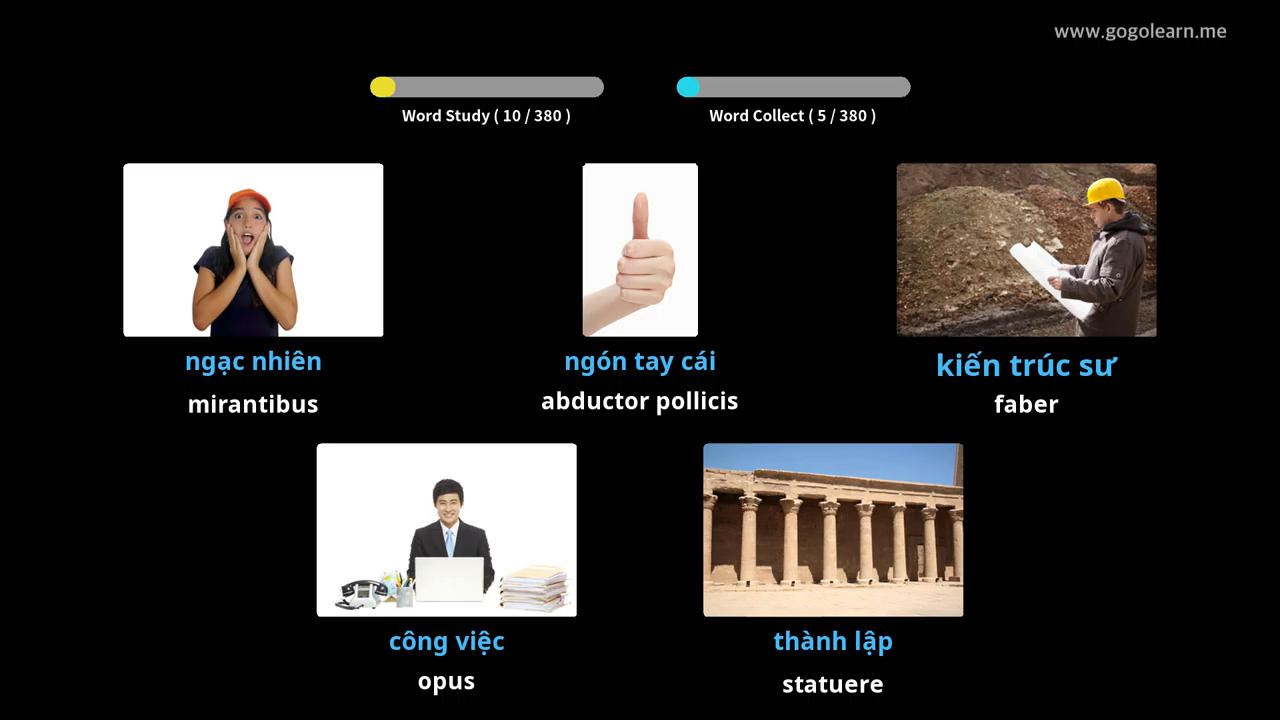 www.gogolearn.me
Word Study ( 10 / 380 )
Word Collect ( 5 / 380 )
ngạc nhiên
mirantibus
ngón tay cái
abductor pollicis
kiến trúc sư
faber
công việc
opus
thành lập
statuere